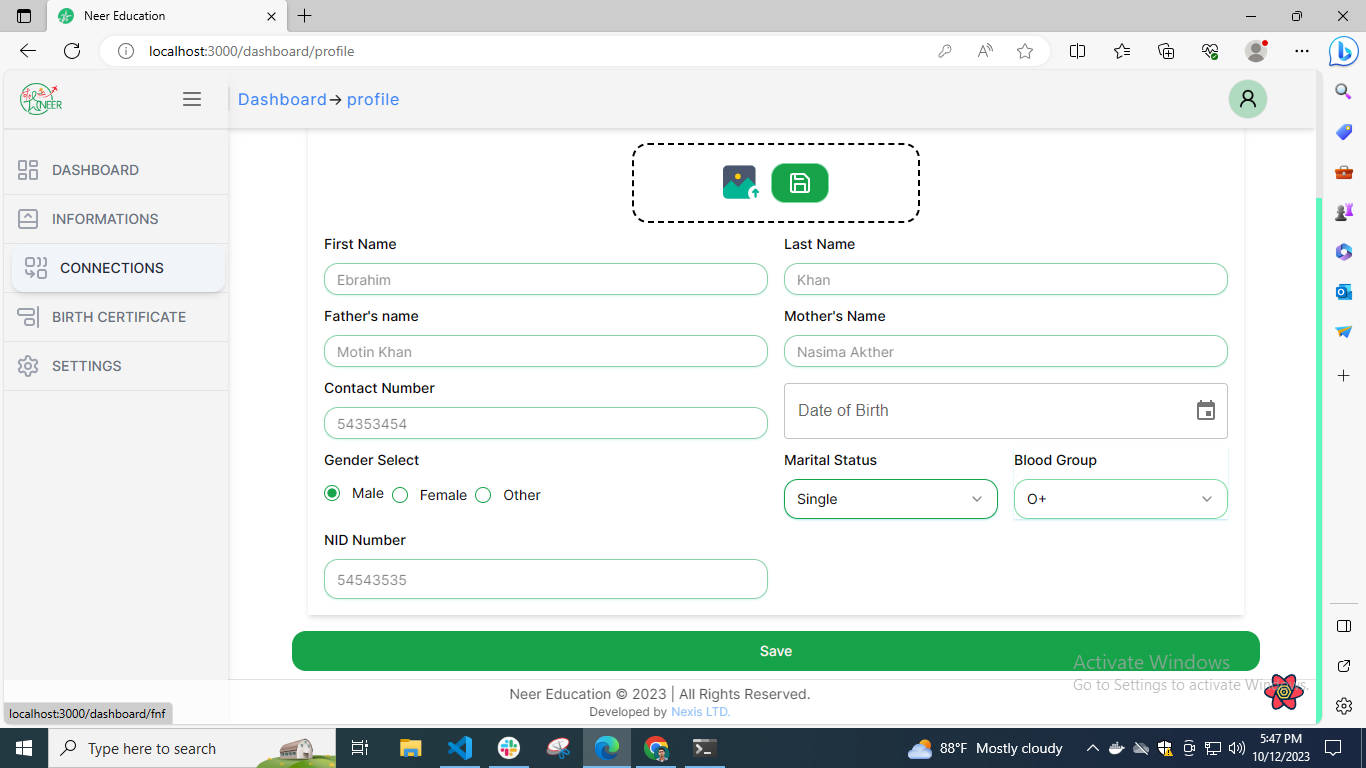 Neer Education
localhost:3000/dashboard/profile
NEER
Dashboard → profile
DASHBOARD
INFORMATIONS
CONNECTIONS
BIRTH CERTIFICATE
SETTINGS
First Name
Last Name
Ebrahim
Khan
Father's name
Mother's Name
Motin Khan
Nasima Akther
Contact Number
54353454
Date of Birth
Gender Select
Marital Status
Blood Group
Male
Female
Other
Single
O+
NID Number
54543535
Save
Activate Windows
Go to Settings to activate Windows.
Neer Education © 2023 | All Rights Reserved.
Developed by Nexis LTD.
localhost:3000/dashboard/fnf
Type here to search
88°F Mostly cloudy
5:47 PM
10/12/2023